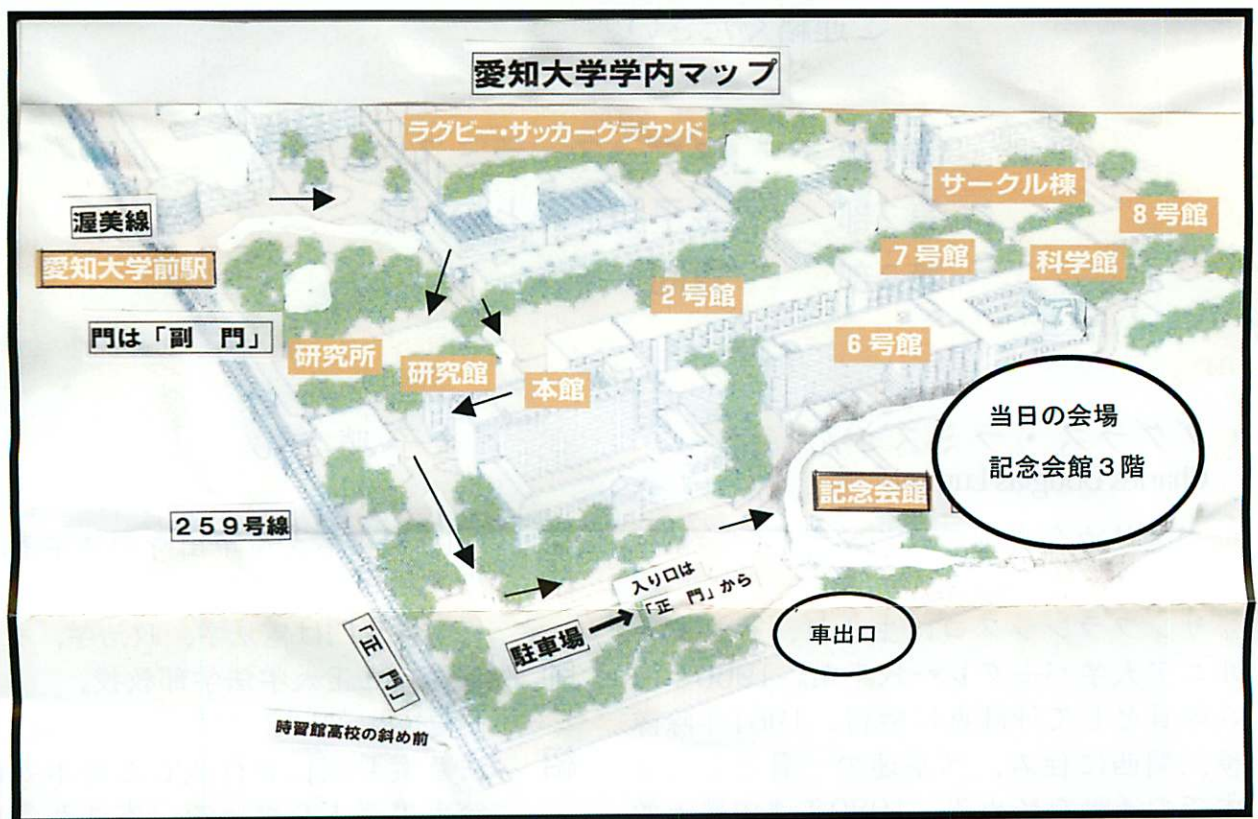 愛知大学学内マップ
ラグビー・サッカーグラウンド
サークル棟
8号館
渥美線
愛知大学前駅
7号館
科学館
2号館
門は「副　門」
研究所
研究館
本館
6号館
当日の会場
記念会館3階
記念会館
259号線
入り口は
「正　門」から
駐車場
車出口
「正　門」
時習館高校の斜め前